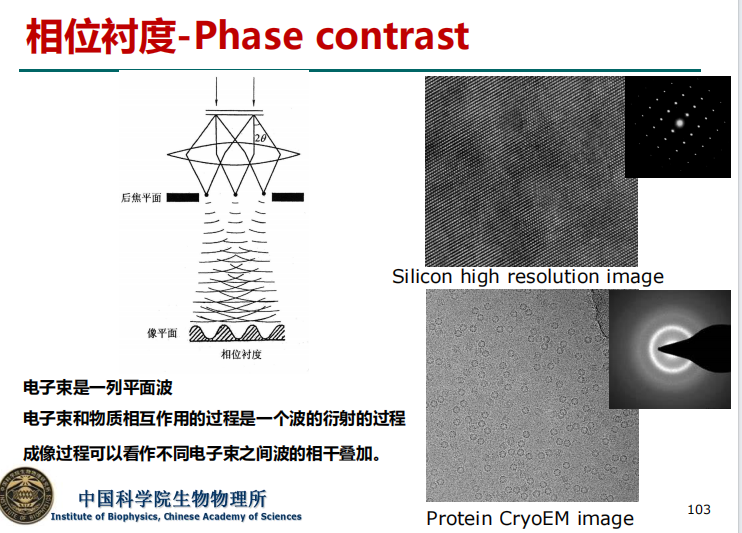 相位衬度-Phase contrast
2θ
后焦平面
像平面
相位衬度
Silicon high resolution image
电子束是一列平面波
电子束和物质相互作用的过程是一个波的衍射的过程
成像过程可以看作不同电子束之间波的相干叠加。
中国科学院生物物理所
Institute of Biophysics, Chinese Academy of Sciences
Protein CryoEM image
103